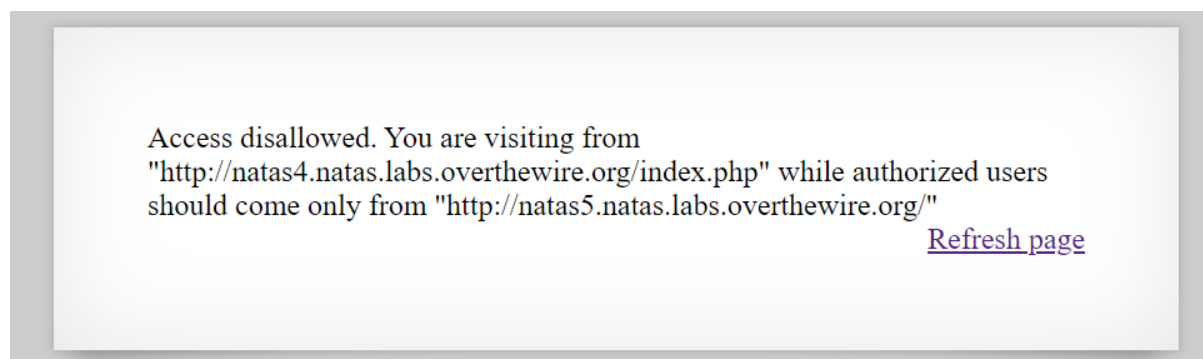 Access disallowed. You are visiting from
"http://natas4.natas.labs.overthewire.org/index.php" while authorized users
should come only from "http://natas5.natas.labs.overthewire.org/"
Refresh page